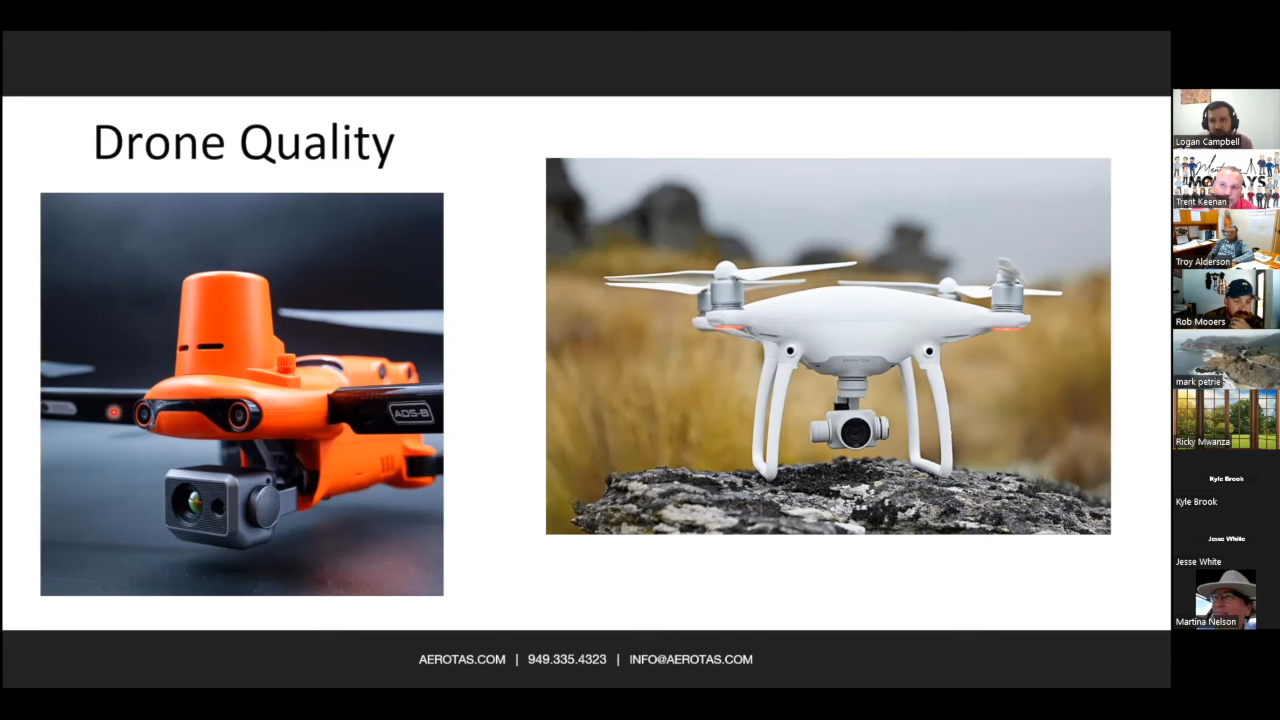 Drone Quality
ADS-B
PHANTOM
AEROTAS.COM | 949.335.4323 | INFO@AEROTAS.COM
Logan Campbell
Trent Keenan
Troy Alderson
Rob Mooers
mark petrie
Ricky Mwanza
Kyle Brook
Kyle Brook
Jesse White
Jesse White
Martina Nelson